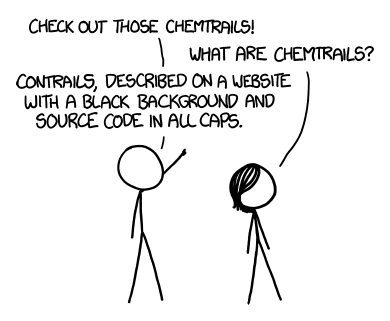 CHECK OUT THOSE CHEMTRAILS!
WHAT ARE CHEMTRAILS?
CONTRAILS, DESCRIBED ON A WEBSITE
WITH A BLACK BACKGROUND AND
SOURCE CODE IN ALL CAPS.